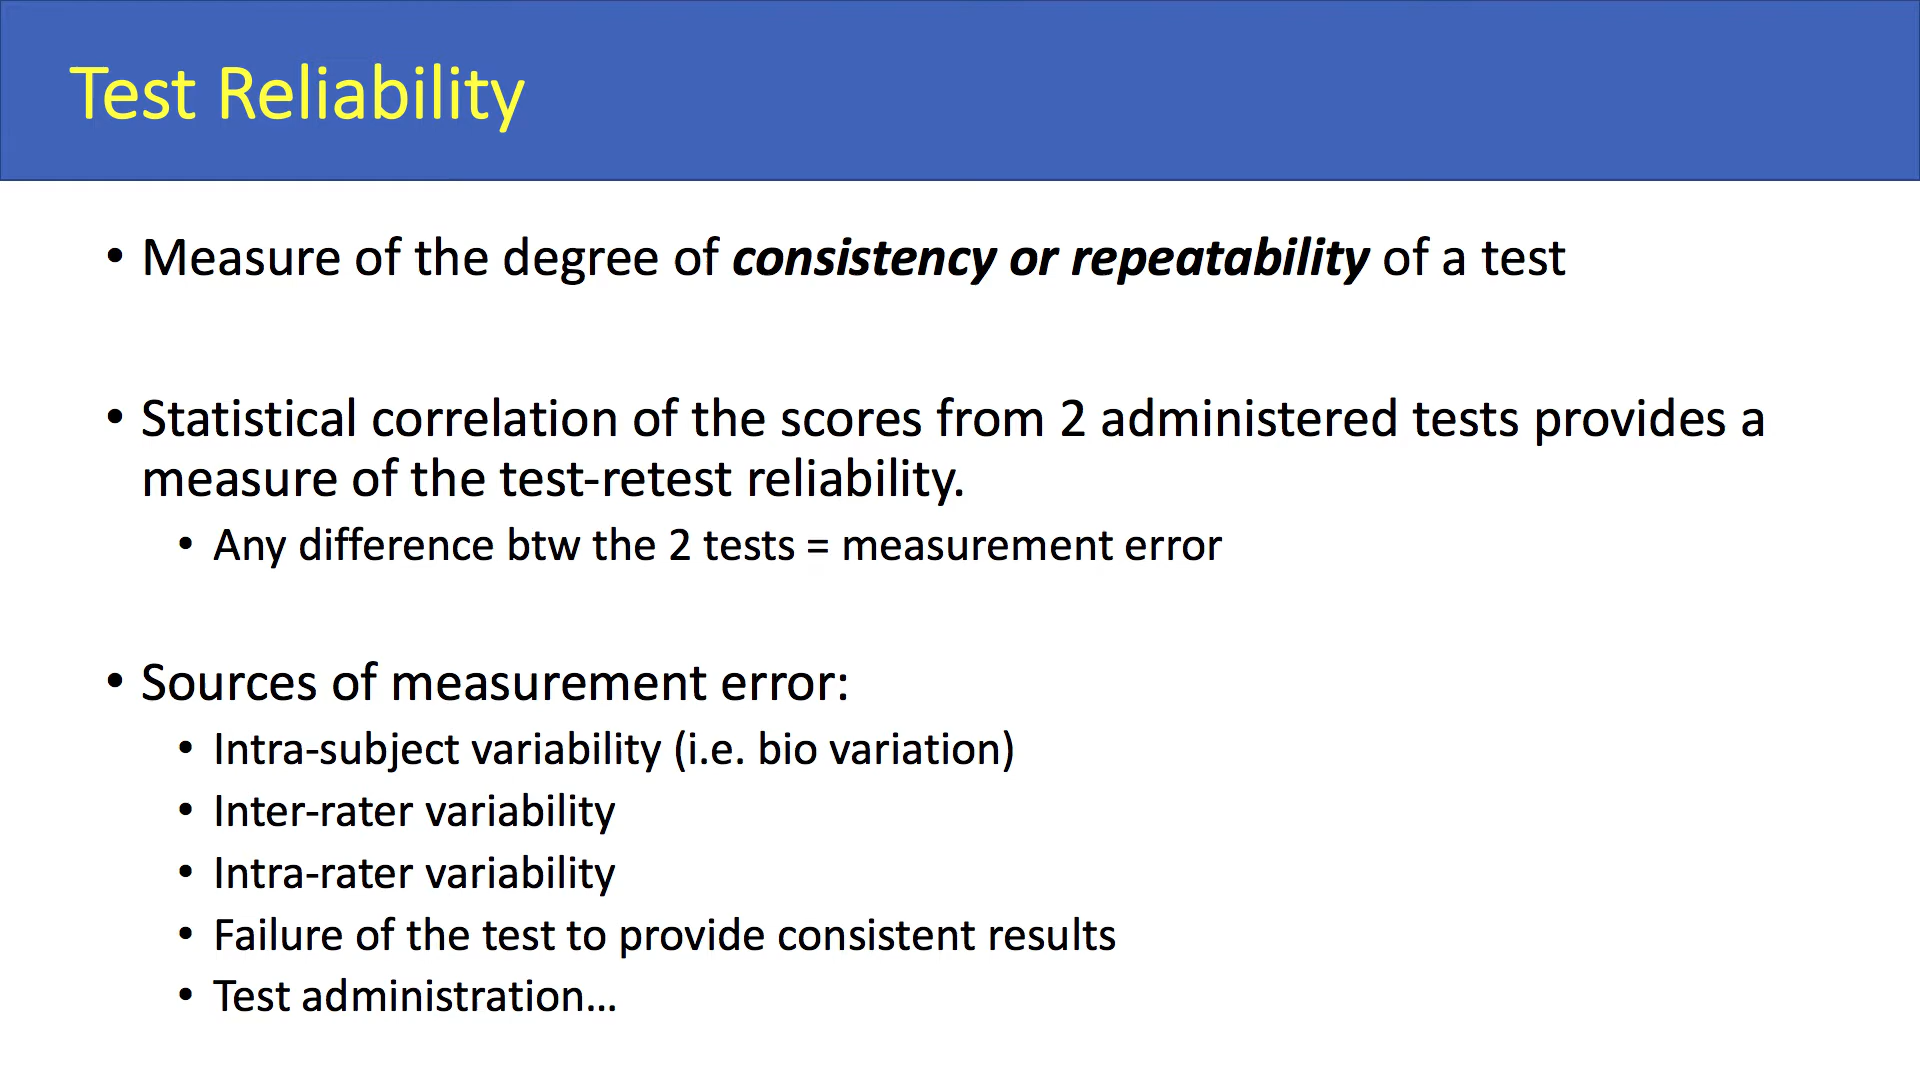 Test Reliability
• Measure of the degree of consistency or repeatability of a test
• Statistical correlation of the scores from 2 administered tests provides a
measure of the test-retest reliability.
• Any difference btw the 2 tests = measurement error
• Sources of measurement error:
• Intra-subject variability (i.e. bio variation)
• Inter-rater variability
• Intra-rater variability
• Failure of the test to provide consistent results
• Test administration...